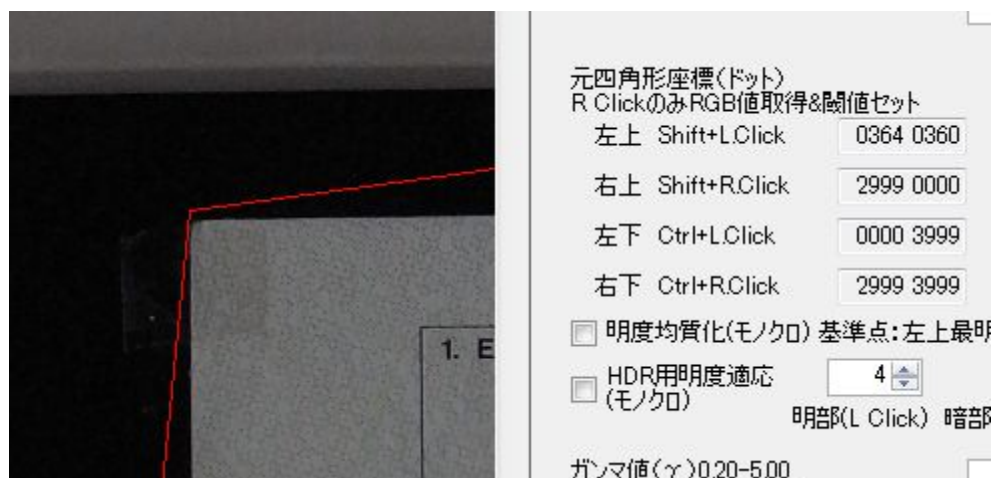 1. E
元四角形座標(ドット)
R ClickのみRGB値取得&閾値セット
左上 Shift+L.Click 0364 0360
右上 Shift+R.Click 2999 0000
左下 Ctrl+L.Click 0000 3999
右下 Ctrl+R.Click 2999 3999
明度均質化(モノクロ) 基準点:左上最明
HDR用明度適応 4
(モノクロ)
明部(L Click) 暗部
ガンマ値(γ)0.20-5.00